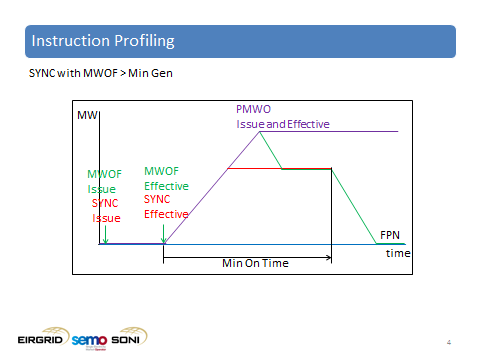 Instruction Profiling
SYNC with MWOF > Min Gen
MW
PMWO
Issue and Effective
MWOF
Issue
SYNC
Issue
MWOF
Effective
SYNC
Effective
FPN
time
Min On Time
EIRGRID semo SONI
4